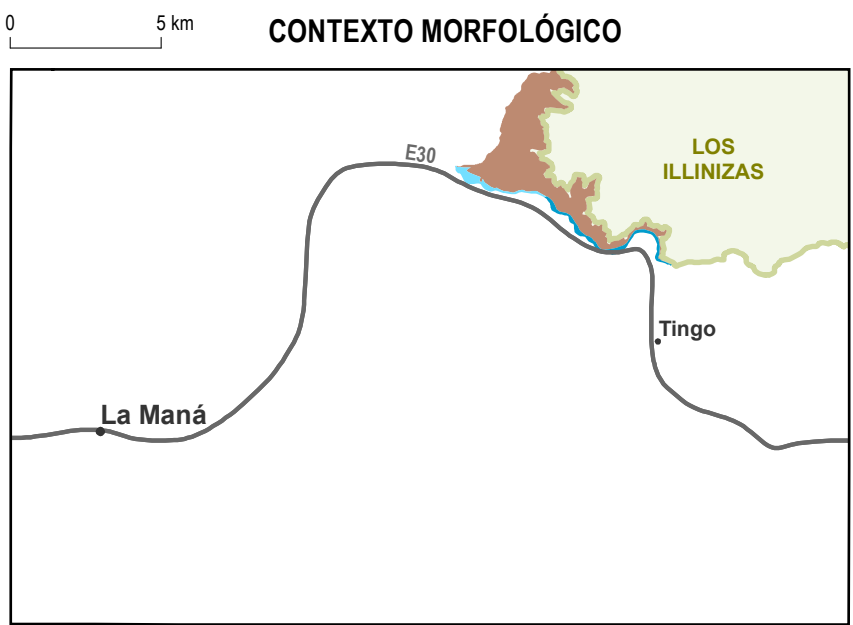 0 5 km
CONTEXTO MORFOLÓGICO
E30
LOS
ILLINIZAS
Tingo
La Maná